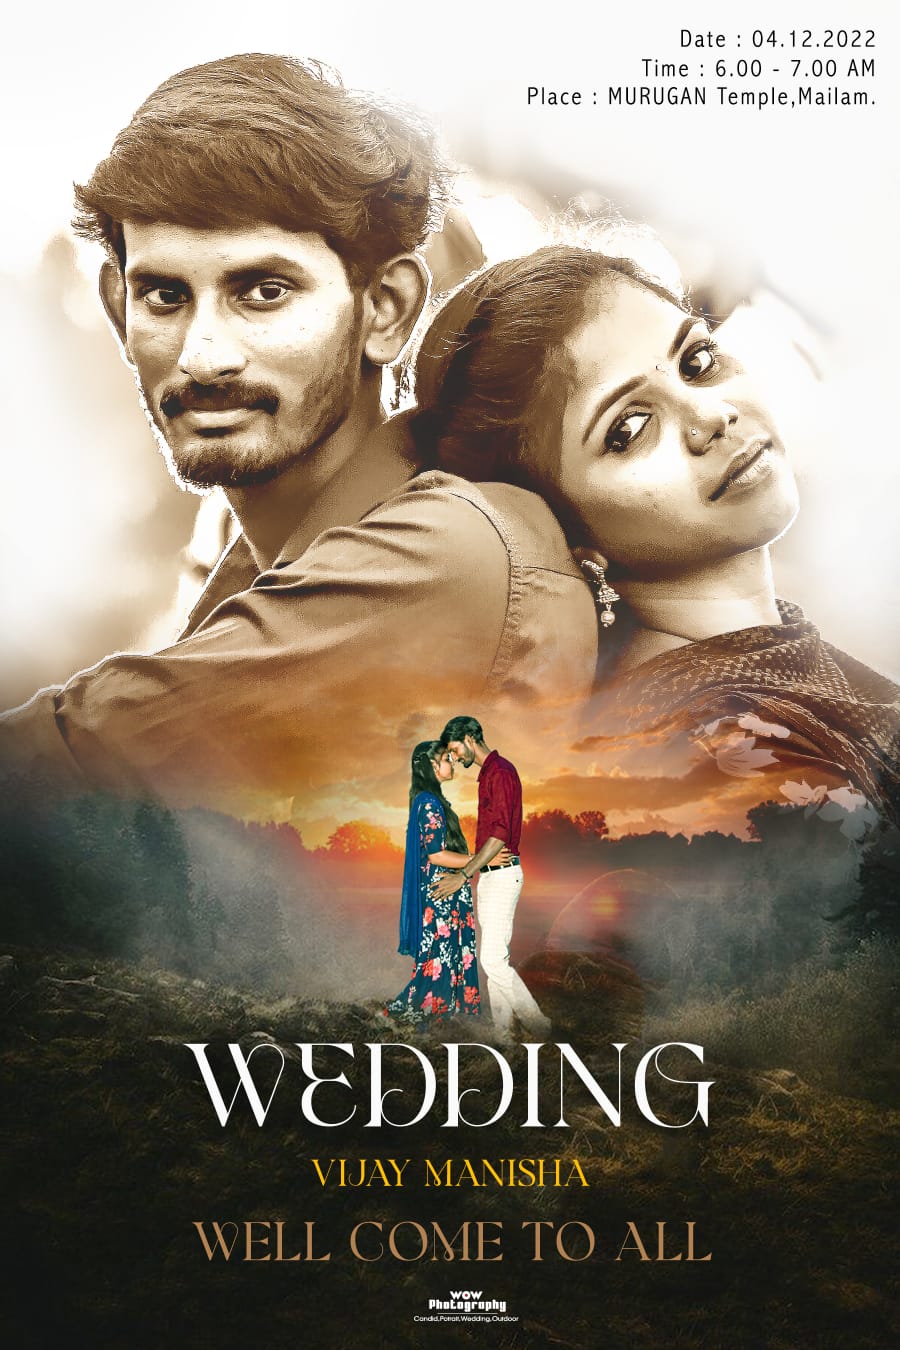 Date : 04.12.2022
Time : 6.00 - 7.00 AM
Place : MURUGAN Temple,Mailam.
WEDDING
VIJAY MANISHA
WELL COME TO ALL
WOW
Photography
Candid,Potrait,Wedding,Outdoor